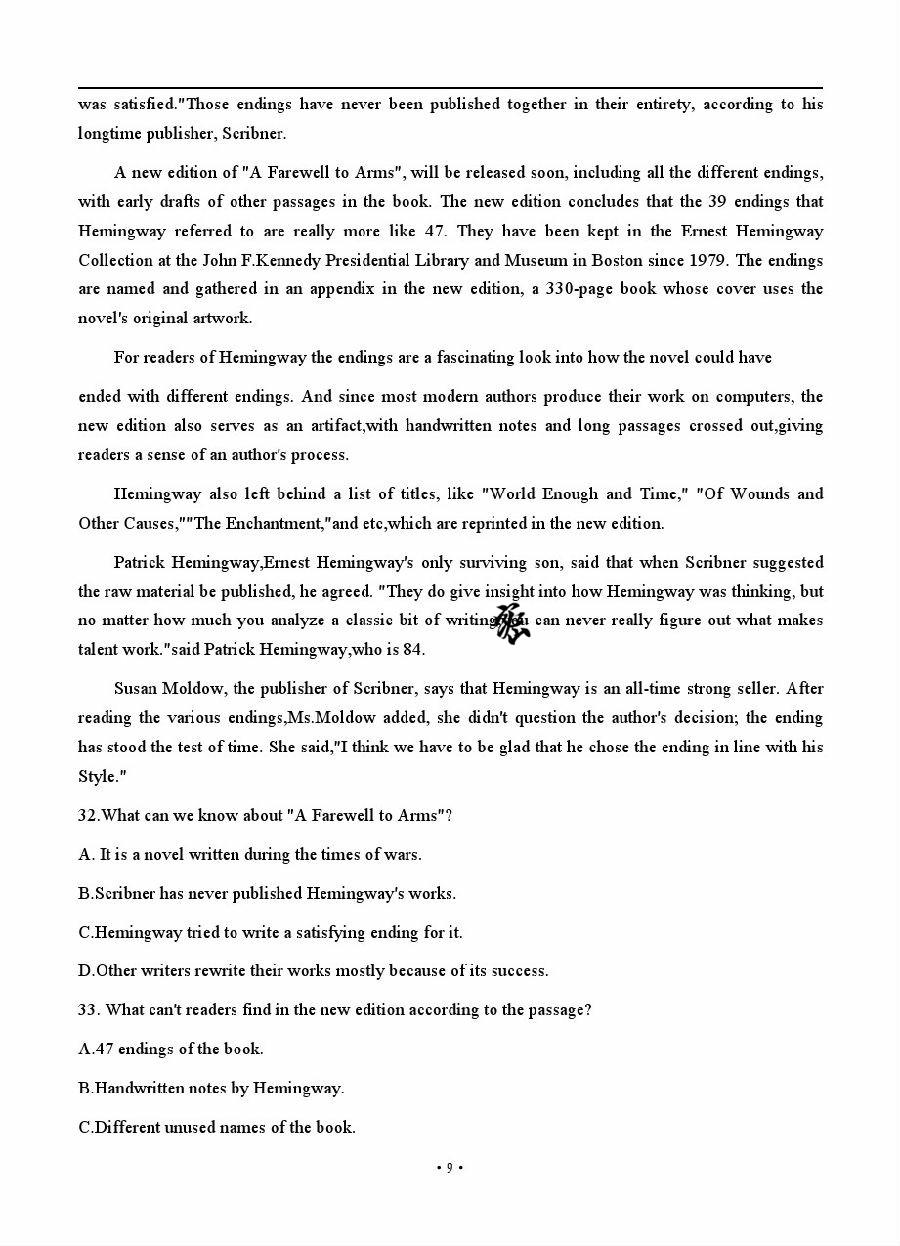 was satisfied."Those endings have never been published together in their entirety, according to his
longtime publisher, Scribner.
A new edition of "A Farewell to Arms", will be released soon, including all the different endings,
with early drafts of other passages in the book. The new edition concludes that the 39 endings that
Hemingway referred to are really more like 47. They have been kept in the Ernest Hemingway
Collection at the John F.Kennedy Presidential Library and Museum in Boston since 1979. The endings
are named and gathered in an appendix in the new edition, a 330-page book whose cover uses the
novel's original artwork.
For readers of Hemingway the endings are a fascinating look into how the novel could have
ended with different endings. And since most modern authors produce their work on computers, the
new edition also serves as an artifact,with handwritten notes and long passages crossed out,giving
readers a sense of an author's process.
Hemingway also left behind a list of titles, like "World Enough and Time," "Of Wounds and
Other Causes,""The Enchantment,"and etc,which are reprinted in the new edition.
Patrick Hemingway,Ernest Hemingway's only surviving son, said that when Scribner suggested
the raw material be published, he agreed. "They do give insight into how Hemingway was thinking, but
no matter how much you analyze a classic bit of writing can never really figure out what makes
talent work."said Patrick Hemingway,who is 84.
Susan Moldow, the publisher of Scribner, says that Hemingway is an all-time strong seller. After
reading the various endings,Ms.Moldow added, she didn't question the author's decision; the ending
has stood the test of time. She said,"I think we have to be glad that he chose the ending in line with his
Style."
32.What can we know about "A Farewell to Arms"?
A. It is a novel written during the times of wars.
B.Scribner has never published Hemingway's works.
C.Hemingway tried to write a satisfying ending for it.
D.Other writers rewrite their works mostly because of its success.
33. What can't readers find in the new edition according to the passage?
A.47 endings of the book.
B.Handwritten notes by Hemingway.
C.Different unused names of the book.
• 9 •